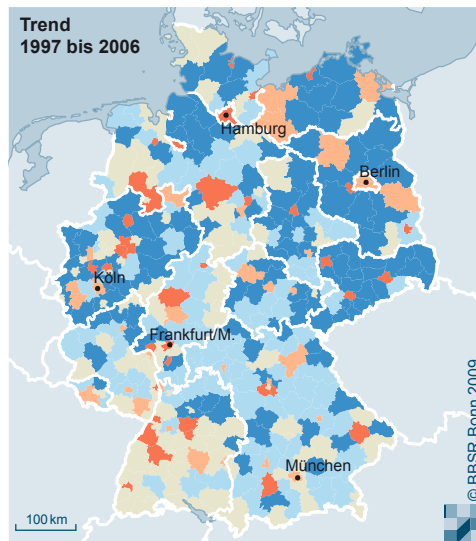 Trend
1997 bis 2006
Hamburg
Berlin
Köln
Frankfurt/M.
München
100 km
© BBSR Bonn 2009